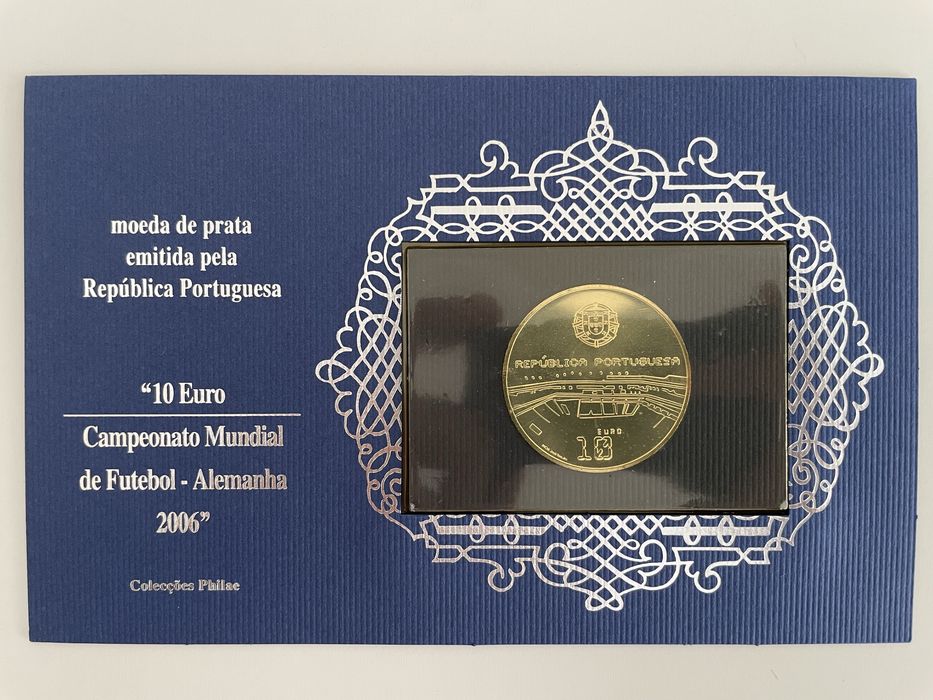 moeda de prata
emitida pela
República Portuguesa
“10 Euro
Campeonato Mundial
de Futebol - Alemanha
2006”
Colecções Philae
REPÚBLICA PORTUGUESA
EURO
10